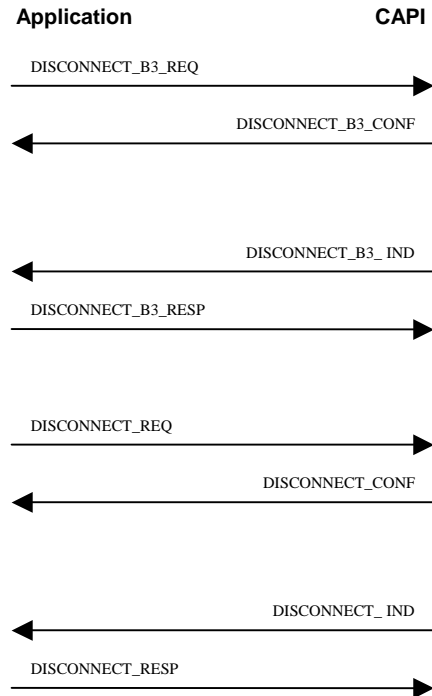 Application CAPI
DISCONNECT_B3_REQ
DISCONNECT_B3_CONF
DISCONNECT_B3_ IND
DISCONNECT_B3_RESP
DISCONNECT_REQ
DISCONNECT_CONF
DISCONNECT_ IND
DISCONNECT_RESP